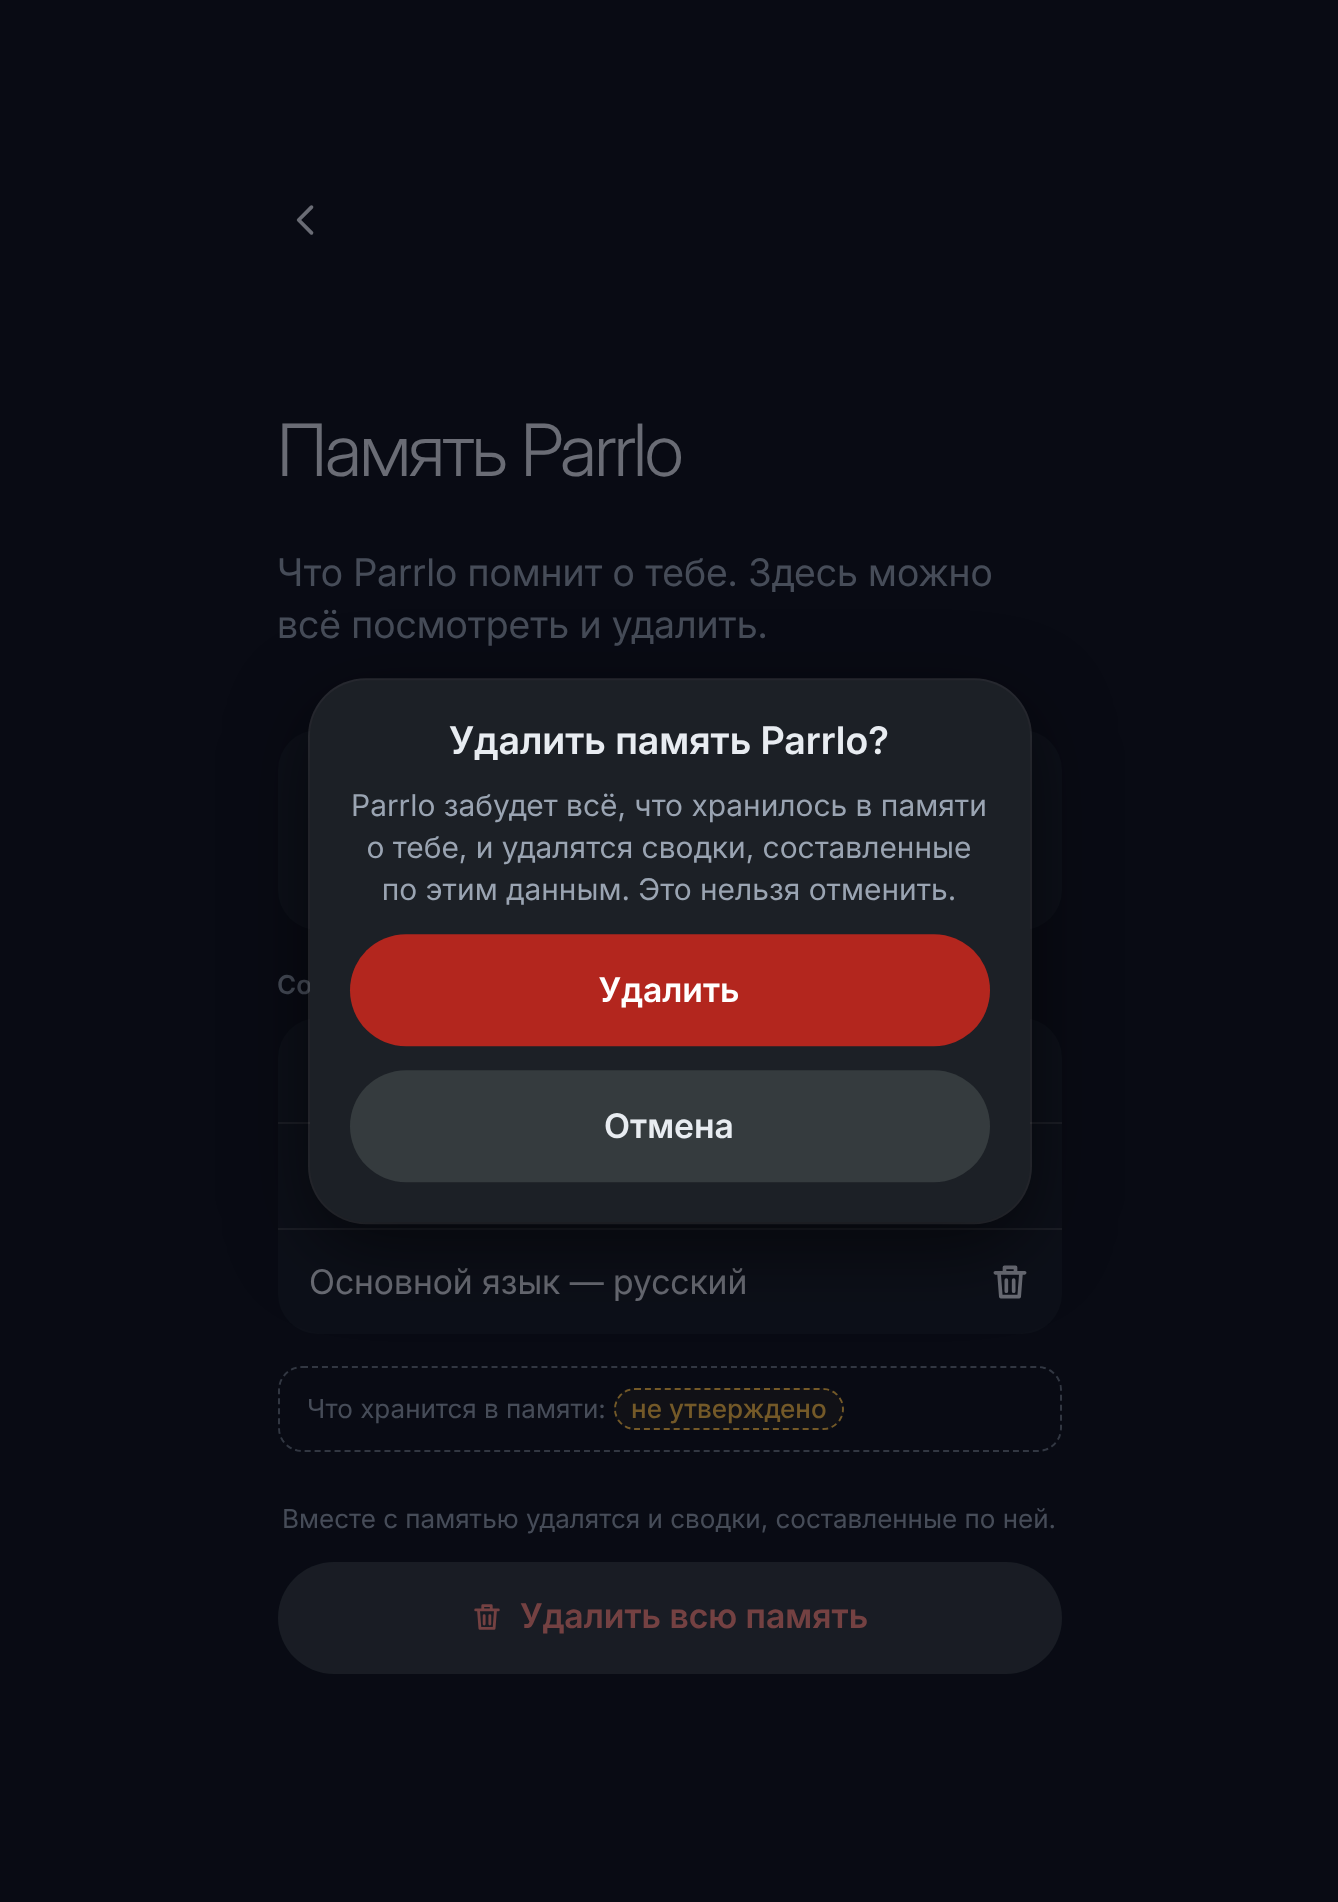 Память Parrlo
Что Parrlo помнит о тебе. Здесь можно
всё посмотреть и удалить.
Удалить память Parrlo?
Parrlo забудет всё, что хранилось в памяти
о тебе, и удалятся сводки, составленные
по этим данным. Это нельзя отменить.
Удалить
Отмена
Основной язык — русский
Что хранится в памяти: не утверждено
Вместе с памятью удалятся и сводки, составленные по ней.
Удалить всю память